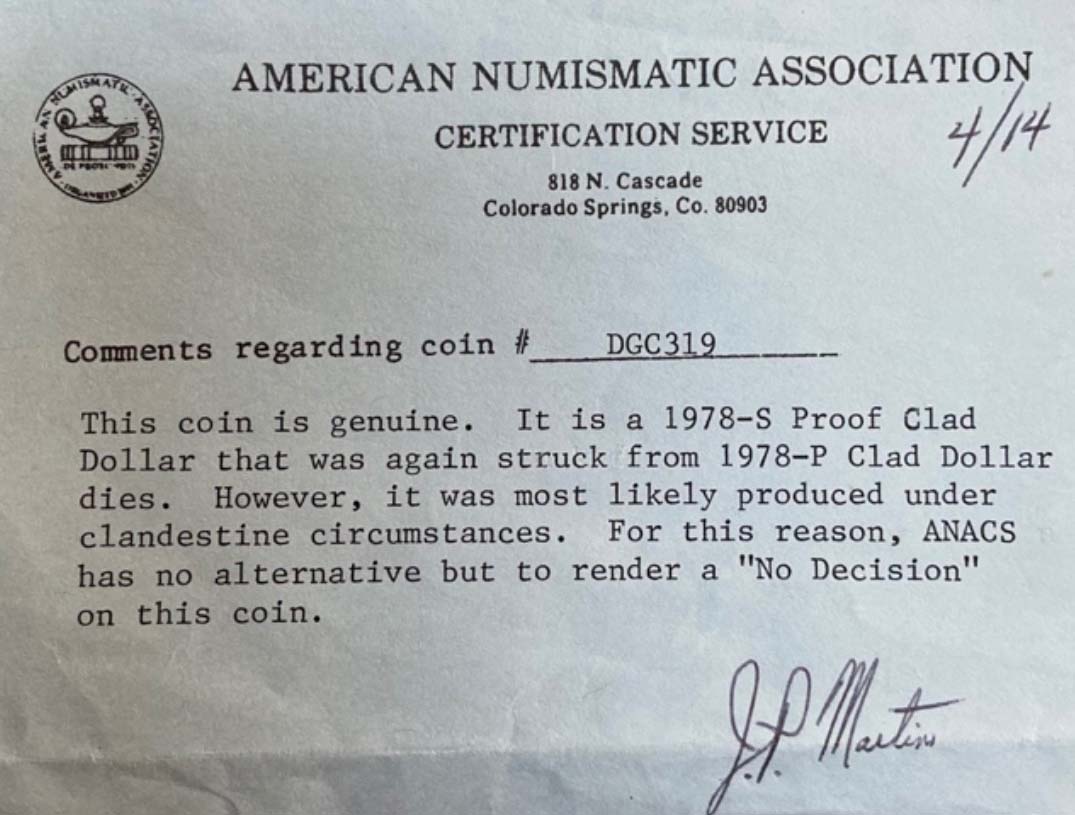 AMERICAN NUMISMATIC ASSOCIATION
AMERICAN NUMISMATIC ASSOCIATION
CERTIFICATION SERVICE
4/14
818 N. Cascade
Colorado Springs, Co. 80903
Comments regarding coin # DGC319
This coin is genuine. It is a 1978-S Proof Clad
Dollar that was again struck from 1978-P Clad Dollar
dies. However, it was most likely produced under
clandestine circumstances. For this reason, ANACS
has no alternative but to render a "No Decision"
on this coin.
J.P. Martin